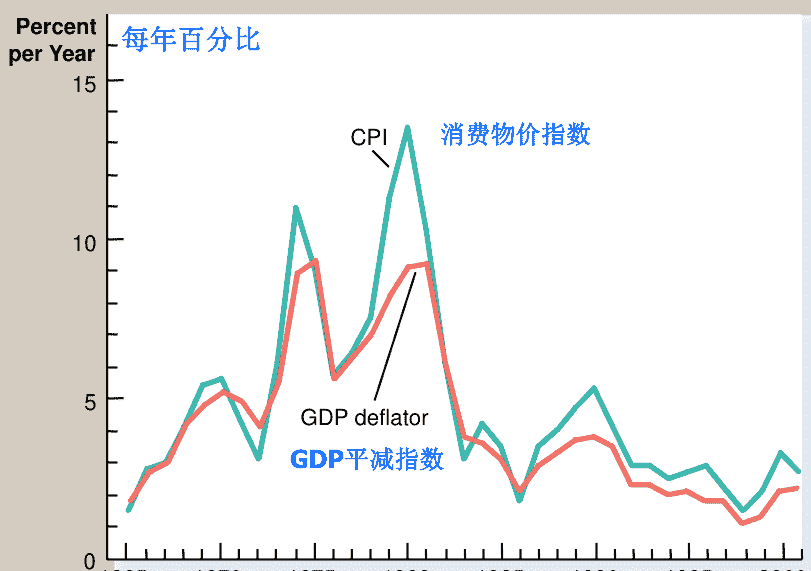 Percent
per Year
每年百分比
15
CPI
消费物价指数
10
5
GDP deflator
GDP平减指数
0